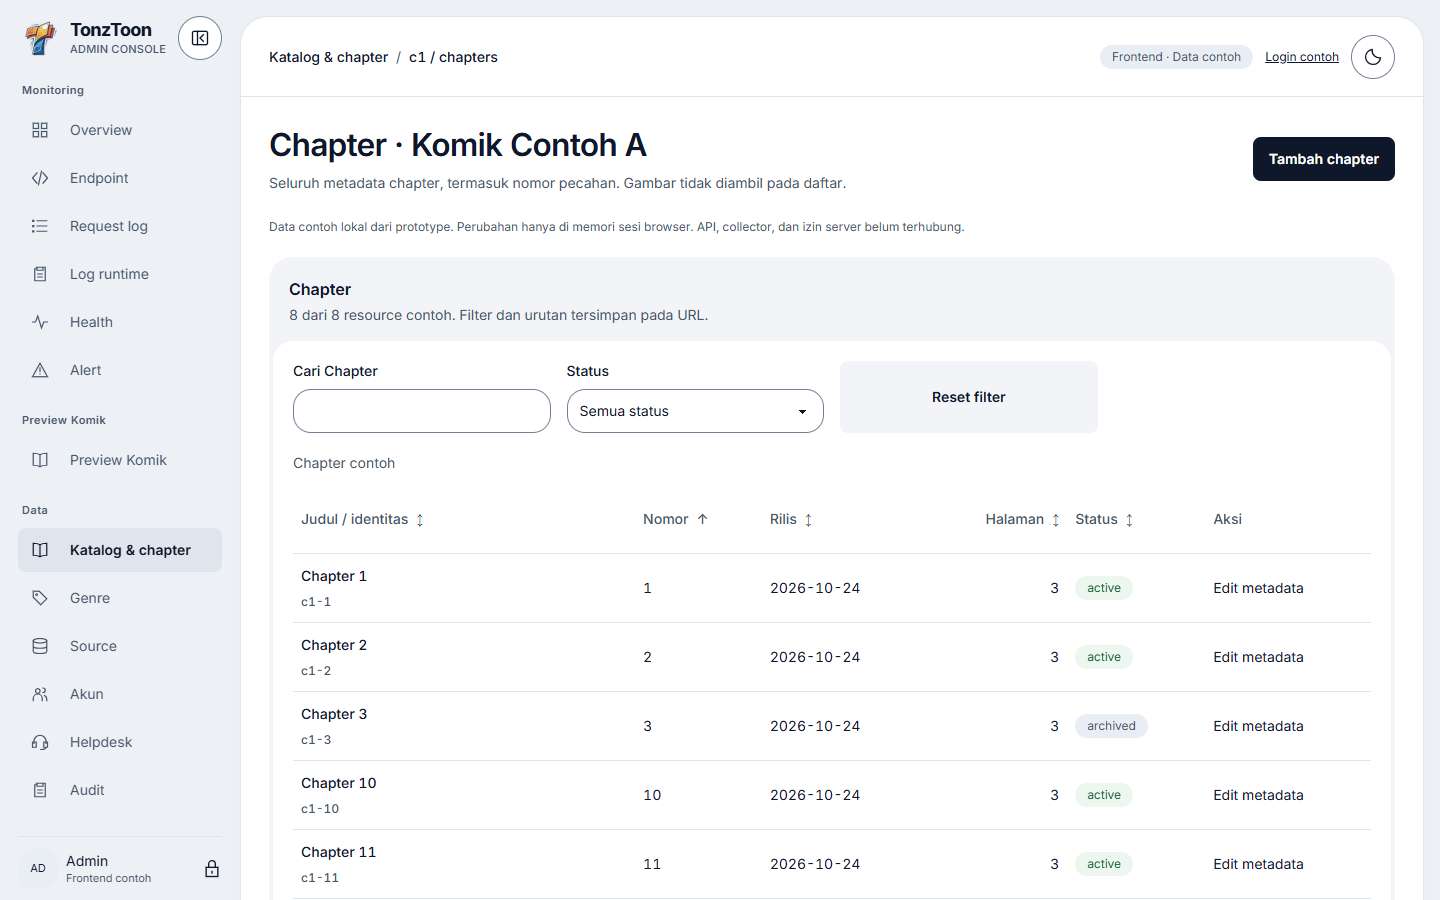 TonzToon
ADMIN CONSOLE
Monitoring
Overview
Endpoint
Request log
Log runtime
Health
Alert
Preview Komik
Preview Komik
Data
Katalog & chapter
Genre
Source
Akun
Helpdesk
Audit
AD
Admin
Frontend contoh
Katalog & chapter / c1 / chapters
Frontend · Data contoh
Login contoh
Chapter · Komik Contoh A
Seluruh metadata chapter, termasuk nomor pecahan. Gambar tidak diambil pada daftar.
Tambah chapter
Data contoh lokal dari prototype. Perubahan hanya di memori sesi browser. API, collector, dan izin server belum terhubung.
Chapter
8 dari 8 resource contoh. Filter dan urutan tersimpan pada URL.
Cari Chapter
Status
Semua status
Reset filter
Chapter contoh
Judul / identitas ↕ Nomor ↑ Rilis ↕ Halaman ↕ Status ↕ Aksi
Chapter 1
c1-1
1 2026-10-24 3 active Edit metadata
Chapter 2
c1-2
2 2026-10-24 3 active Edit metadata
Chapter 3
c1-3
3 2026-10-24 3 archived Edit metadata
Chapter 10
c1-10
10 2026-10-24 3 active Edit metadata
Chapter 11
c1-11
11 2026-10-24 3 active Edit metadata